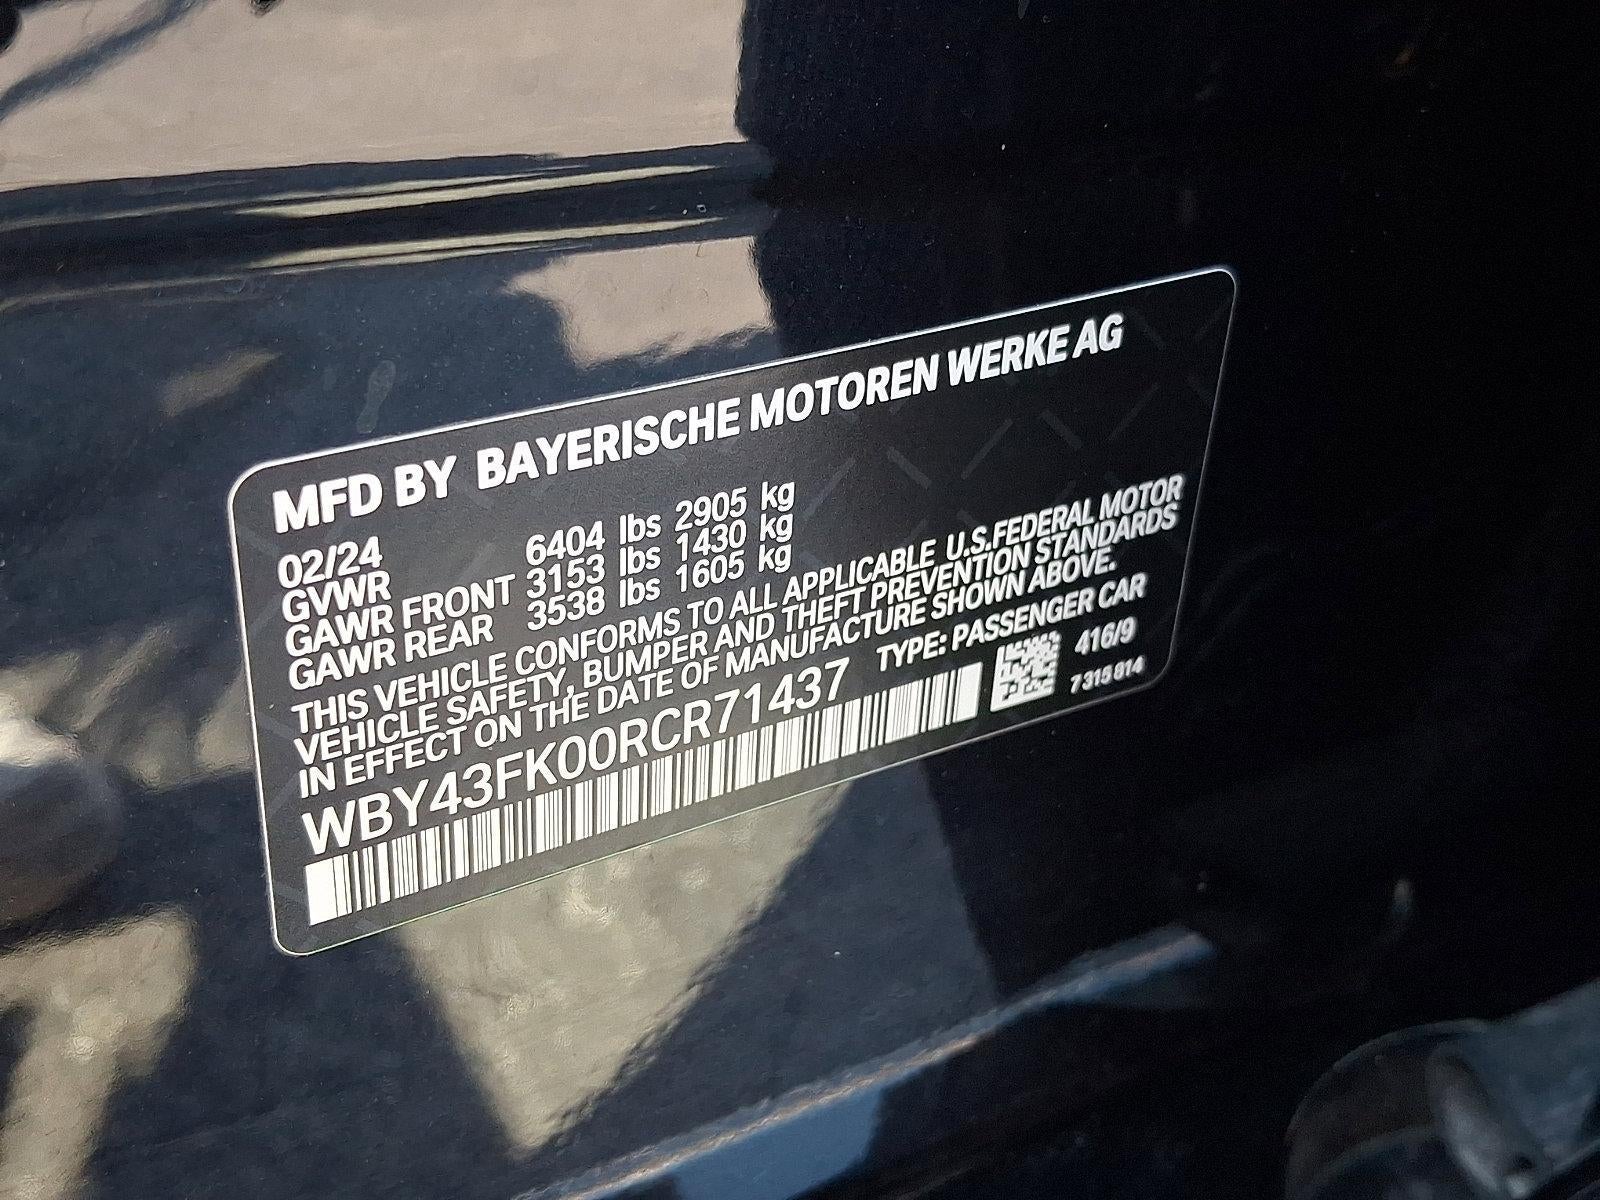 MFD BY BAYERISCHE MOTOREN WERKE AG
02/24
GVWR 6404 lbs 2905 kg
GAWR FRONT 3153 lbs 1430 kg
GAWR REAR 3538 lbs 1605 kg
THIS VEHICLE CONFORMS TO ALL APPLICABLE U.S.FEDERAL MOTOR
VEHICLE SAFETY, BUMPER AND THEFT PREVENTION STANDARDS
IN EFFECT ON THE DATE OF MANUFACTURE SHOWN ABOVE.
WBY43FK00RCR71437 TYPE: PASSENGER CAR
416/9
7 315 814